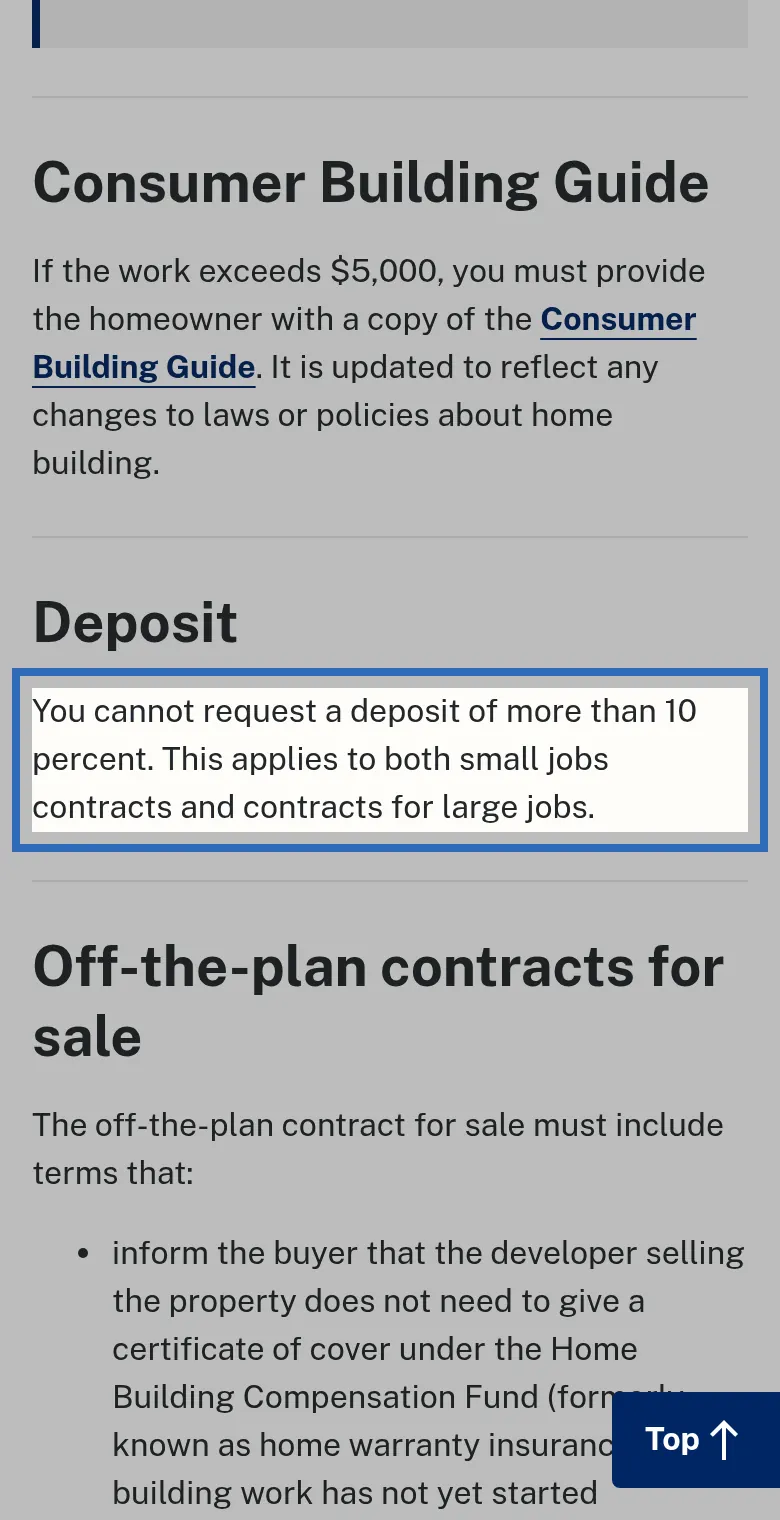 Consumer Building Guide
If the work exceeds $5,000, you must provide
the homeowner with a copy of the Consumer
Building Guide. It is updated to reflect any
changes to laws or policies about home
building.
Deposit
You cannot request a deposit of more than 10
percent. This applies to both small jobs
contracts and contracts for large jobs.
Off-the-plan contracts for
sale
The off-the-plan contract for sale must include
terms that:
• inform the buyer that the developer selling
the property does not need to give a
certificate of cover under the Home
Building Compensation Fund (formerly
known as home warranty insuranc
building work has not yet started
Top ↑